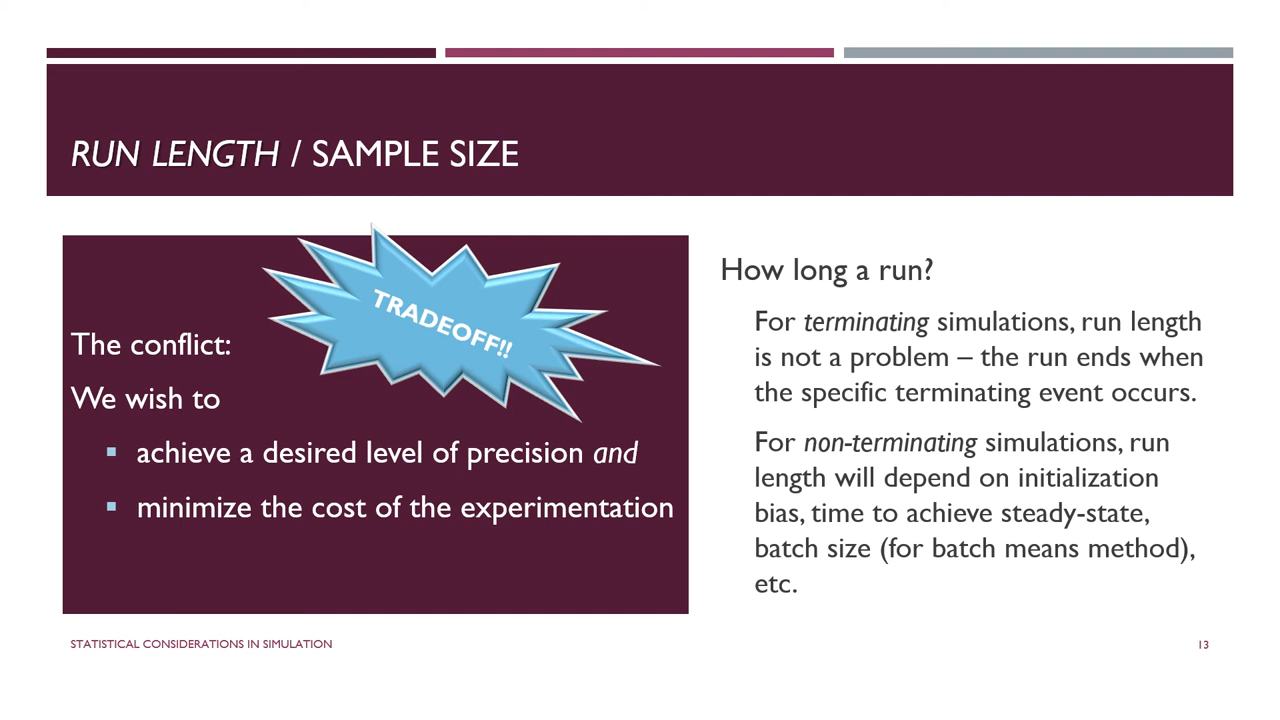 RUN LENGTH / SAMPLE SIZE
TRADEOFF!!
The conflict:
We wish to
▪ achieve a desired level of precision and
▪ minimize the cost of the experimentation
How long a run?
For terminating simulations, run length
is not a problem – the run ends when
the specific terminating event occurs.
For non-terminating simulations, run
length will depend on initialization
bias, time to achieve steady-state,
batch size (for batch means method),
etc.
STATISTICAL CONSIDERATIONS IN SIMULATION
13